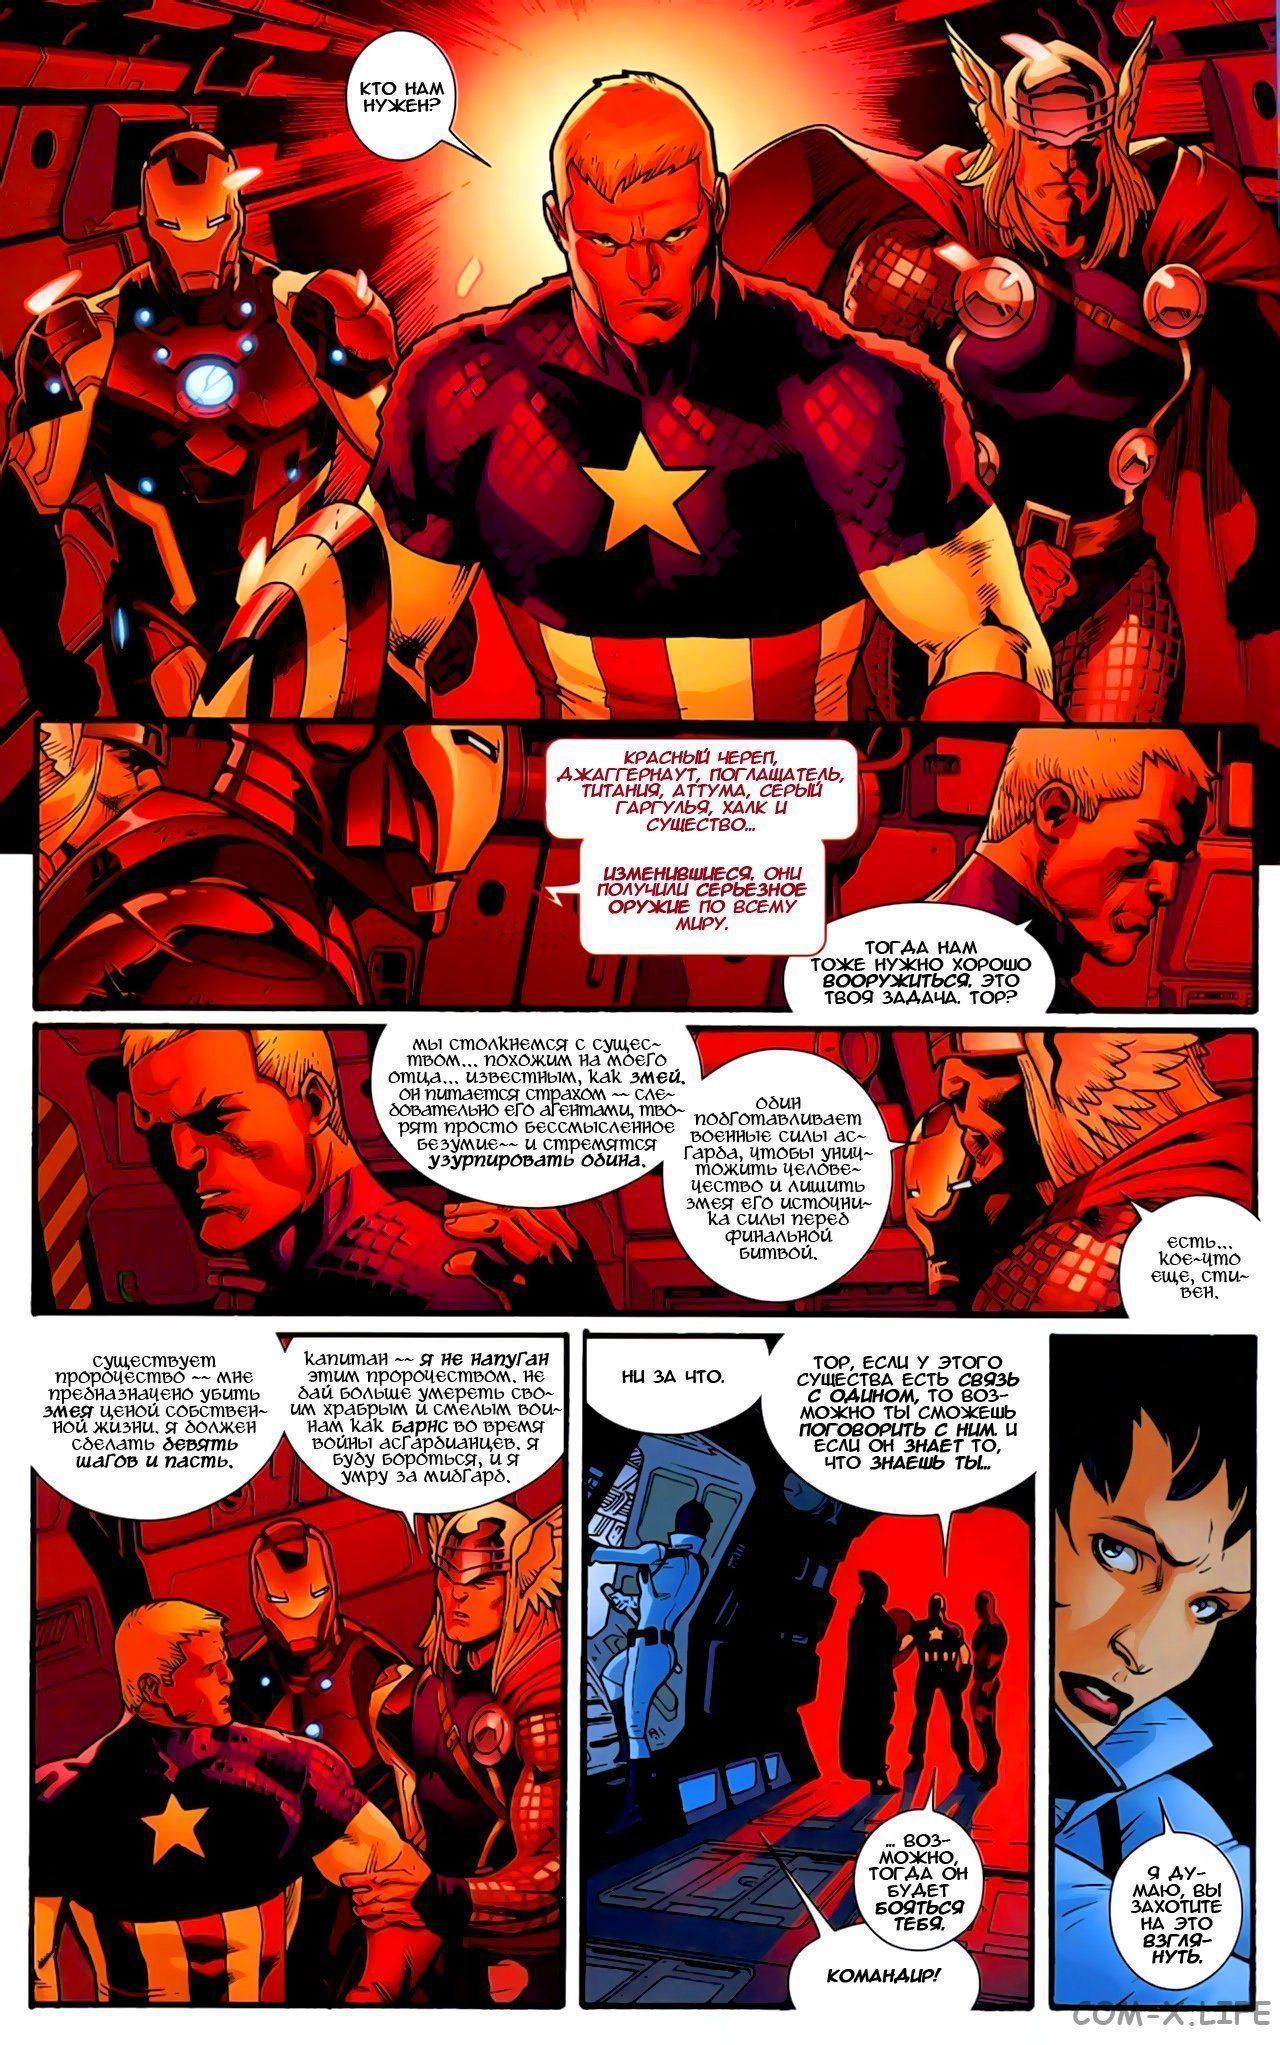 КТО НАМ
НУЖЕН?
КРАСНЫЙ ЧЕРЕП,
ДЖАГГЕРНАУТ, ПОГЛАЩАТЕЛЬ,
ТИТАНИЯ, АТТУМА, СЕРЫЙ
ГАРГУЛЬЯ, ХАЛК И
СУЩЕСТВО...
ИЗМЕНИВШИЕСЯ. ОНИ
ПОЛУЧИЛИ СЕРЬЕЗНОЕ
ОРУЖИЕ ПО ВСЕМУ
МИРУ.
ТОГДА НАМ
ТОЖЕ НУЖНО ХОРОШО
ВООРУЖИТЬСЯ. ЭТО
ТВОЯ ЗАДАЧА. ТОР?
МЫ СТОЛКНЕМСЯ С СУЩЕС-
ТВОМ... ПОХОЖИМ НА МОЕГО
ОТЦА... ИЗВЕСТНЫМ, КАК ЗМЕЙ.
ОН ПИТАЕТСЯ СТРАХОМ -- СЛЕ-
ДОВАТЕЛЬНО ЕГО АГЕНТАМИ, ТВО-
РЯТ ПРОСТО БЕССМЫСЛЕННОЕ
БЕЗУМИЕ-- И СТРЕМЯТСЯ
УЗУРПИРОВАТЬ ОДИНА.
ОДИН
ПОДГОТАВЛИВАЕТ
ВОЕННЫЕ СИЛЫ АС-
ГАРДА, ЧТОБЫ УНИЧ-
ТОЖИТЬ ЧЕЛОВЕ-
ЧЕСТВО И ЛИШИТЬ
ЗМЕЯ ЕГО ИСТОЧНИ-
КА СИЛЫ ПЕРЕД
ФИНАЛЬНОЙ
БИТВОЙ.
ЕСТЬ...
КОЕ-ЧТО
ЕЩЕ, СТИ-
ВЕН.
СУЩЕСТВУЕТ
ПРОРОЧЕСТВО -- МНЕ
ПРЕДНАЗНАЧЕНО УБИТЬ
ЗМЕЯ ЦЕНОЙ СОБСТВЕН-
НОЙ ЖИЗНИ. Я ДОЛЖЕН
СДЕЛАТЬ ДЕВЯТЬ
ШАГОВ И ПАСТЬ.
КАПИТАН -- Я НЕ НАПУГАН
ЭТИМ ПРОРОЧЕСТВОМ. НЕ
ДАЙ БОЛЬШЕ УМЕРЕТЬ СВО-
ИМ ХРАБРЫМ И СМЕЛЫМ ВОИ-
НАМ КАК БАРНС ВО ВРЕМЯ
ВОЙНЫ АСГАРДИАНЦЕВ. Я
БУДУ БОРОТЬСЯ, И Я
УМРУ ЗА МИДГАРД.
НИ ЗА ЧТО.
ТОР, ЕСЛИ У ЭТОГО
СУЩЕСТВА ЕСТЬ СВЯЗЬ
С ОДИНОМ, ТО ВОЗ-
МОЖНО ТЫ СМОЖЕШЬ
ПОГОВОРИТЬ С НИМ. И
ЕСЛИ ОН ЗНАЕТ ТО,
ЧТО ЗНАЕШЬ ТЫ...
... ВОЗ-
МОЖНО,
ТОГДА ОН
БУДЕТ
БОЯТЬСЯ
ТЕБЯ.
КОМАНДИР!
Я ДУ-
МАЮ, ВЫ
ЗАХОТИТЕ
НА ЭТО
ВЗГЛЯ-
НУТЬ.
COM-X.LIFE